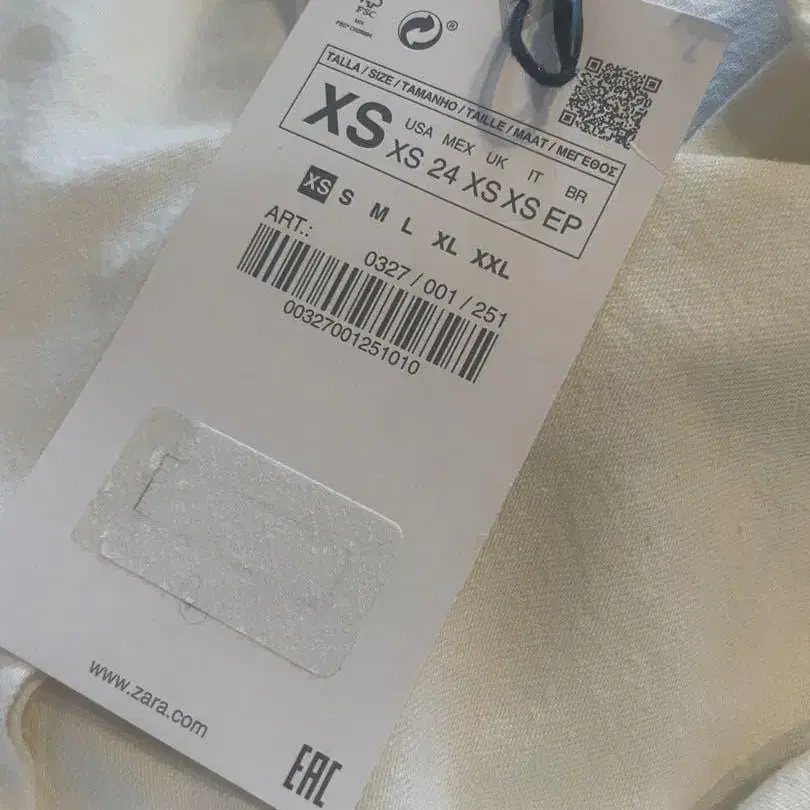 FSC
MIX
®
TALLA / SIZE / TAMANHO / TAILLE / MAAT / ΜΕΓΕΘΟΣ
XS
USA MEX UK IT BR
XS 24 XS XS EP
XS S M L XL XXL
ART.:
0327 / 001 / 251
00327001251010
www.zara.com
EAC